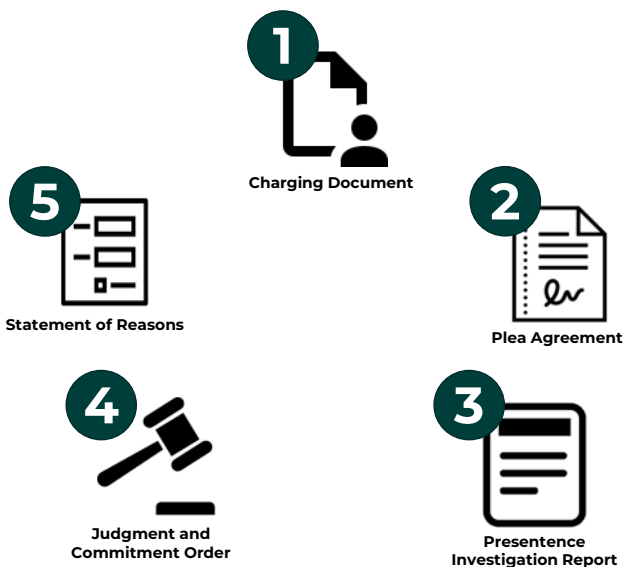 1
Charging Document
2
Plea Agreement
3
Presentence
Investigation Report
4
Judgment and
Commitment Order
5
Statement of Reasons